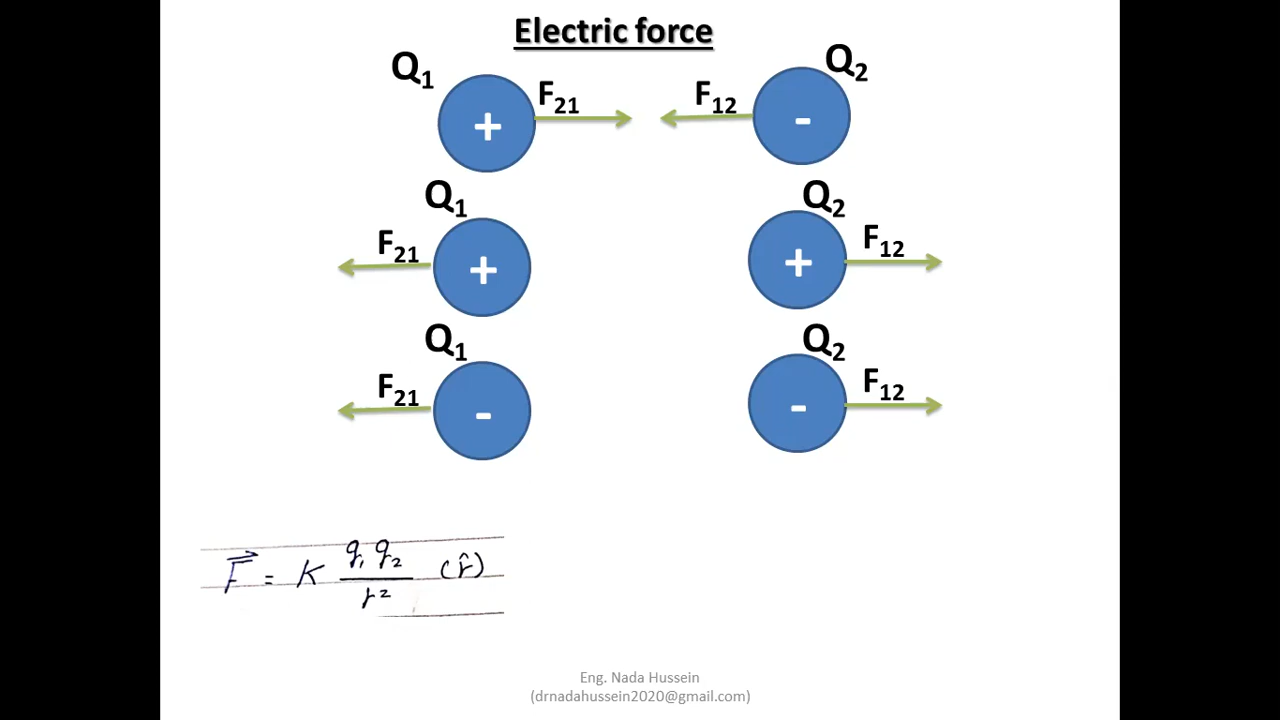 Electric force
Q1 F21 F12 Q2
+ -
Q1 Q2
F21 F12
+ +
Q1 Q2
F21 F12
- -
F = K q1 q2 / r2 (r̂)
Eng. Nada Hussein
(drnadahussein2020@gmail.com)